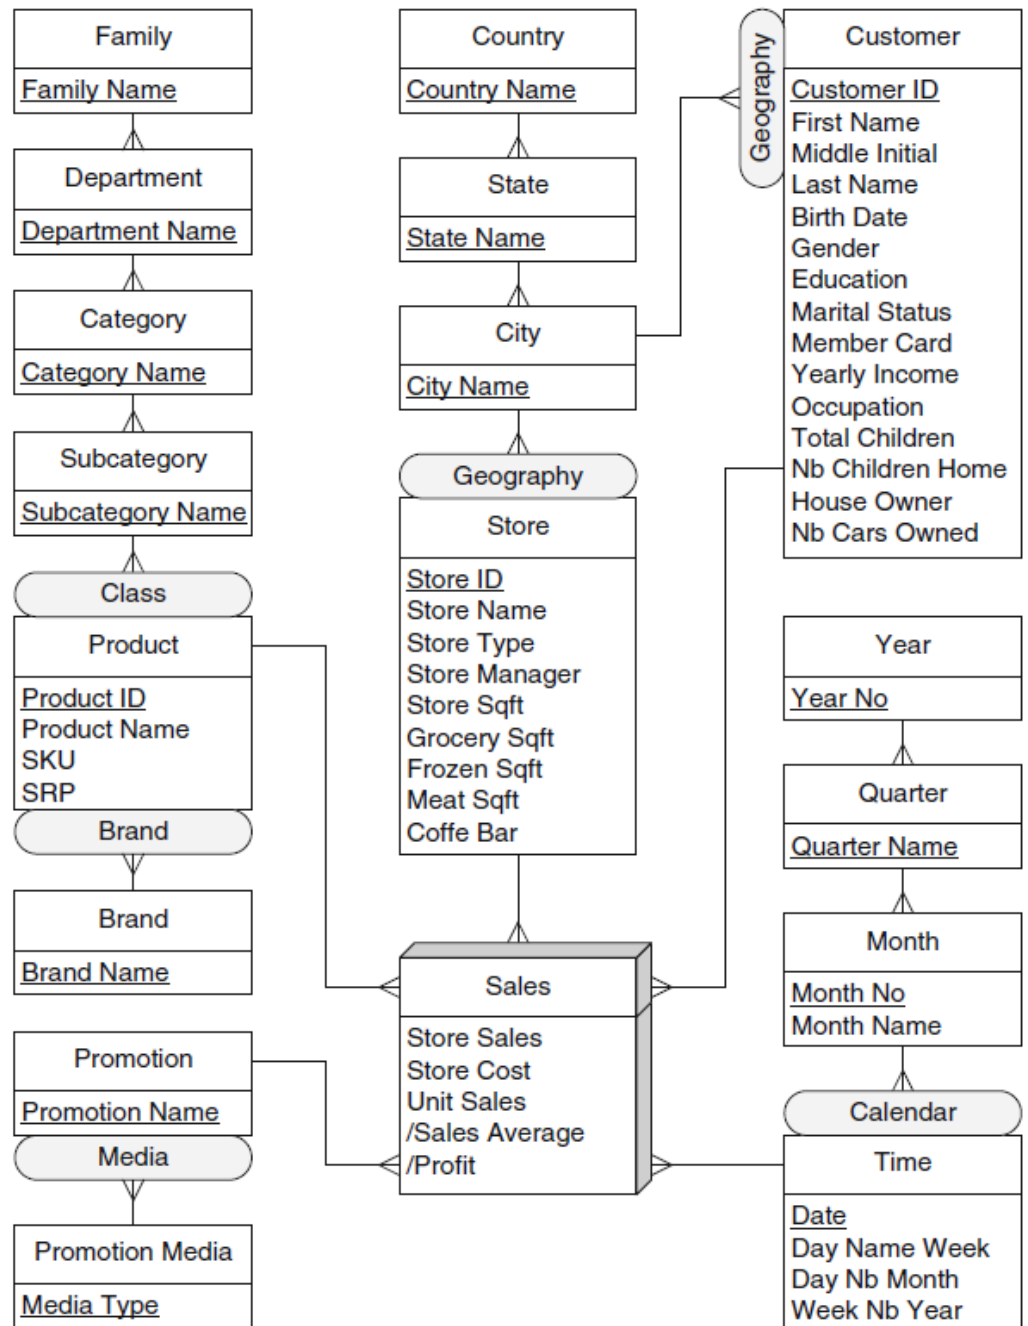 Family
Family Name
Department
Department Name
Category
Category Name
Subcategory
Subcategory Name
Class
Product
Product ID
Product Name
SKU
SRP
Brand
Brand
Brand Name
Promotion
Promotion Name
Media
Promotion Media
Media Type
Country
Country Name
State
State Name
City
City Name
Geography
Store
Store ID
Store Name
Store Type
Store Manager
Store Sqft
Grocery Sqft
Frozen Sqft
Meat Sqft
Coffe Bar
Sales
Store Sales
Store Cost
Unit Sales
/Sales Average
/Profit
Geography
Customer
Customer ID
First Name
Middle Initial
Last Name
Birth Date
Gender
Education
Marital Status
Member Card
Yearly Income
Occupation
Total Children
Nb Children Home
House Owner
Nb Cars Owned
Year
Year No
Quarter
Quarter Name
Month
Month No
Month Name
Calendar
Time
Date
Day Name Week
Day Nb Month
Week Nb Year